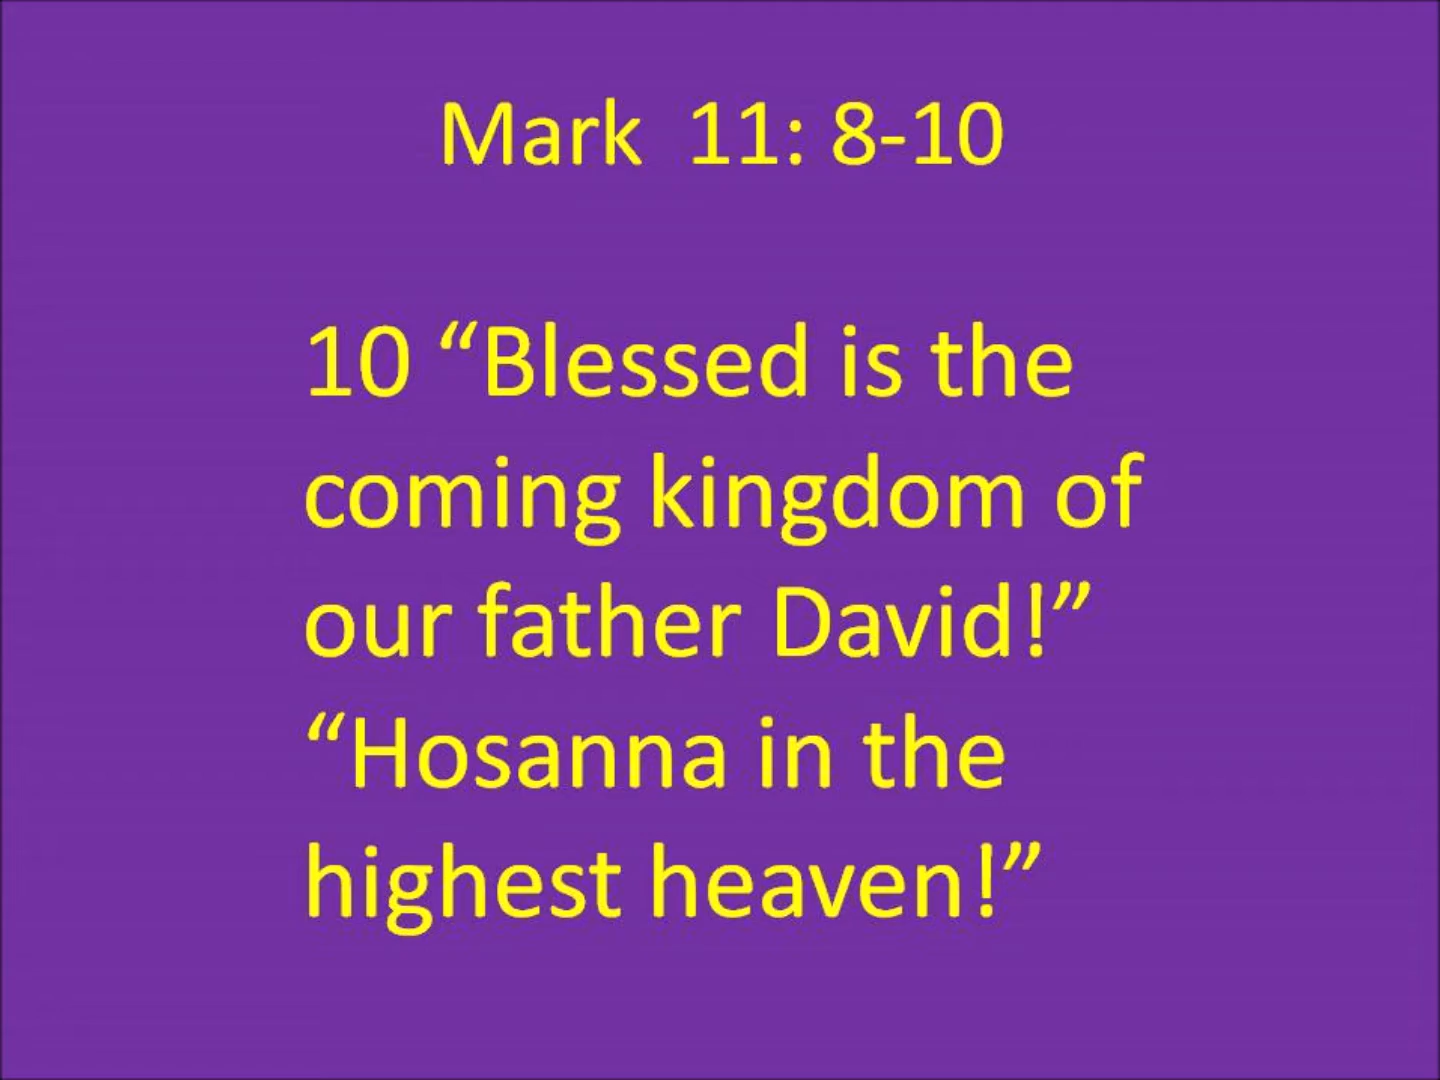 Mark  11: 8-10
10 “Blessed is the
coming kingdom of
our father David!”
“Hosanna in the
highest heaven!”